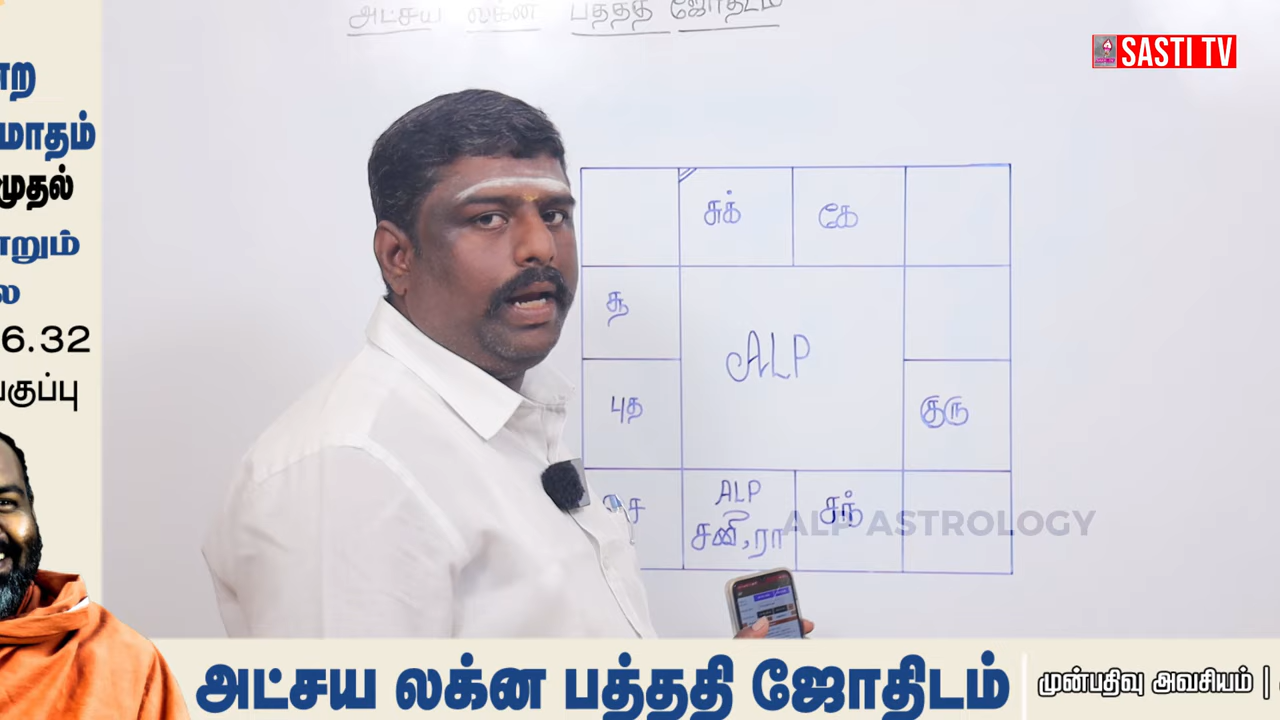 அட்சய லக்ன பத்ததி ஜோதிடம்
SASTI TV
மாதம்
முதல்
6.32
சுக்
கே
சூ
ALP
புத
குரு
ALP
சனி,ரா
சந்
ALP ASTROLOGY
அட்சய லக்ன பத்ததி ஜோதிடம்
முன்பதிவு அவசியம் |